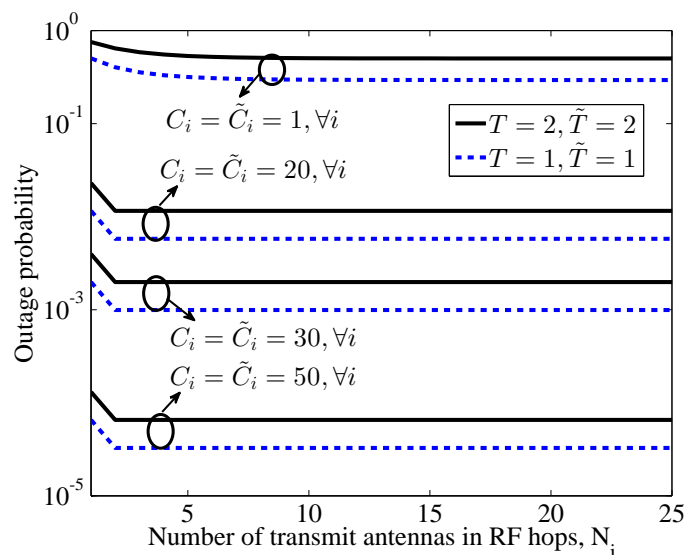 10^0
10^-1
10^-3
10^-5
Outage probability
C_i = C̃_i = 1, ∀i
T = 2, T̃ = 2
T = 1, T̃ = 1
C_i = C̃_i = 20, ∀i
C_i = C̃_i = 30, ∀i
C_i = C̃_i = 50, ∀i
5 10 15 20 25
Number of transmit antennas in RF hops, N_i